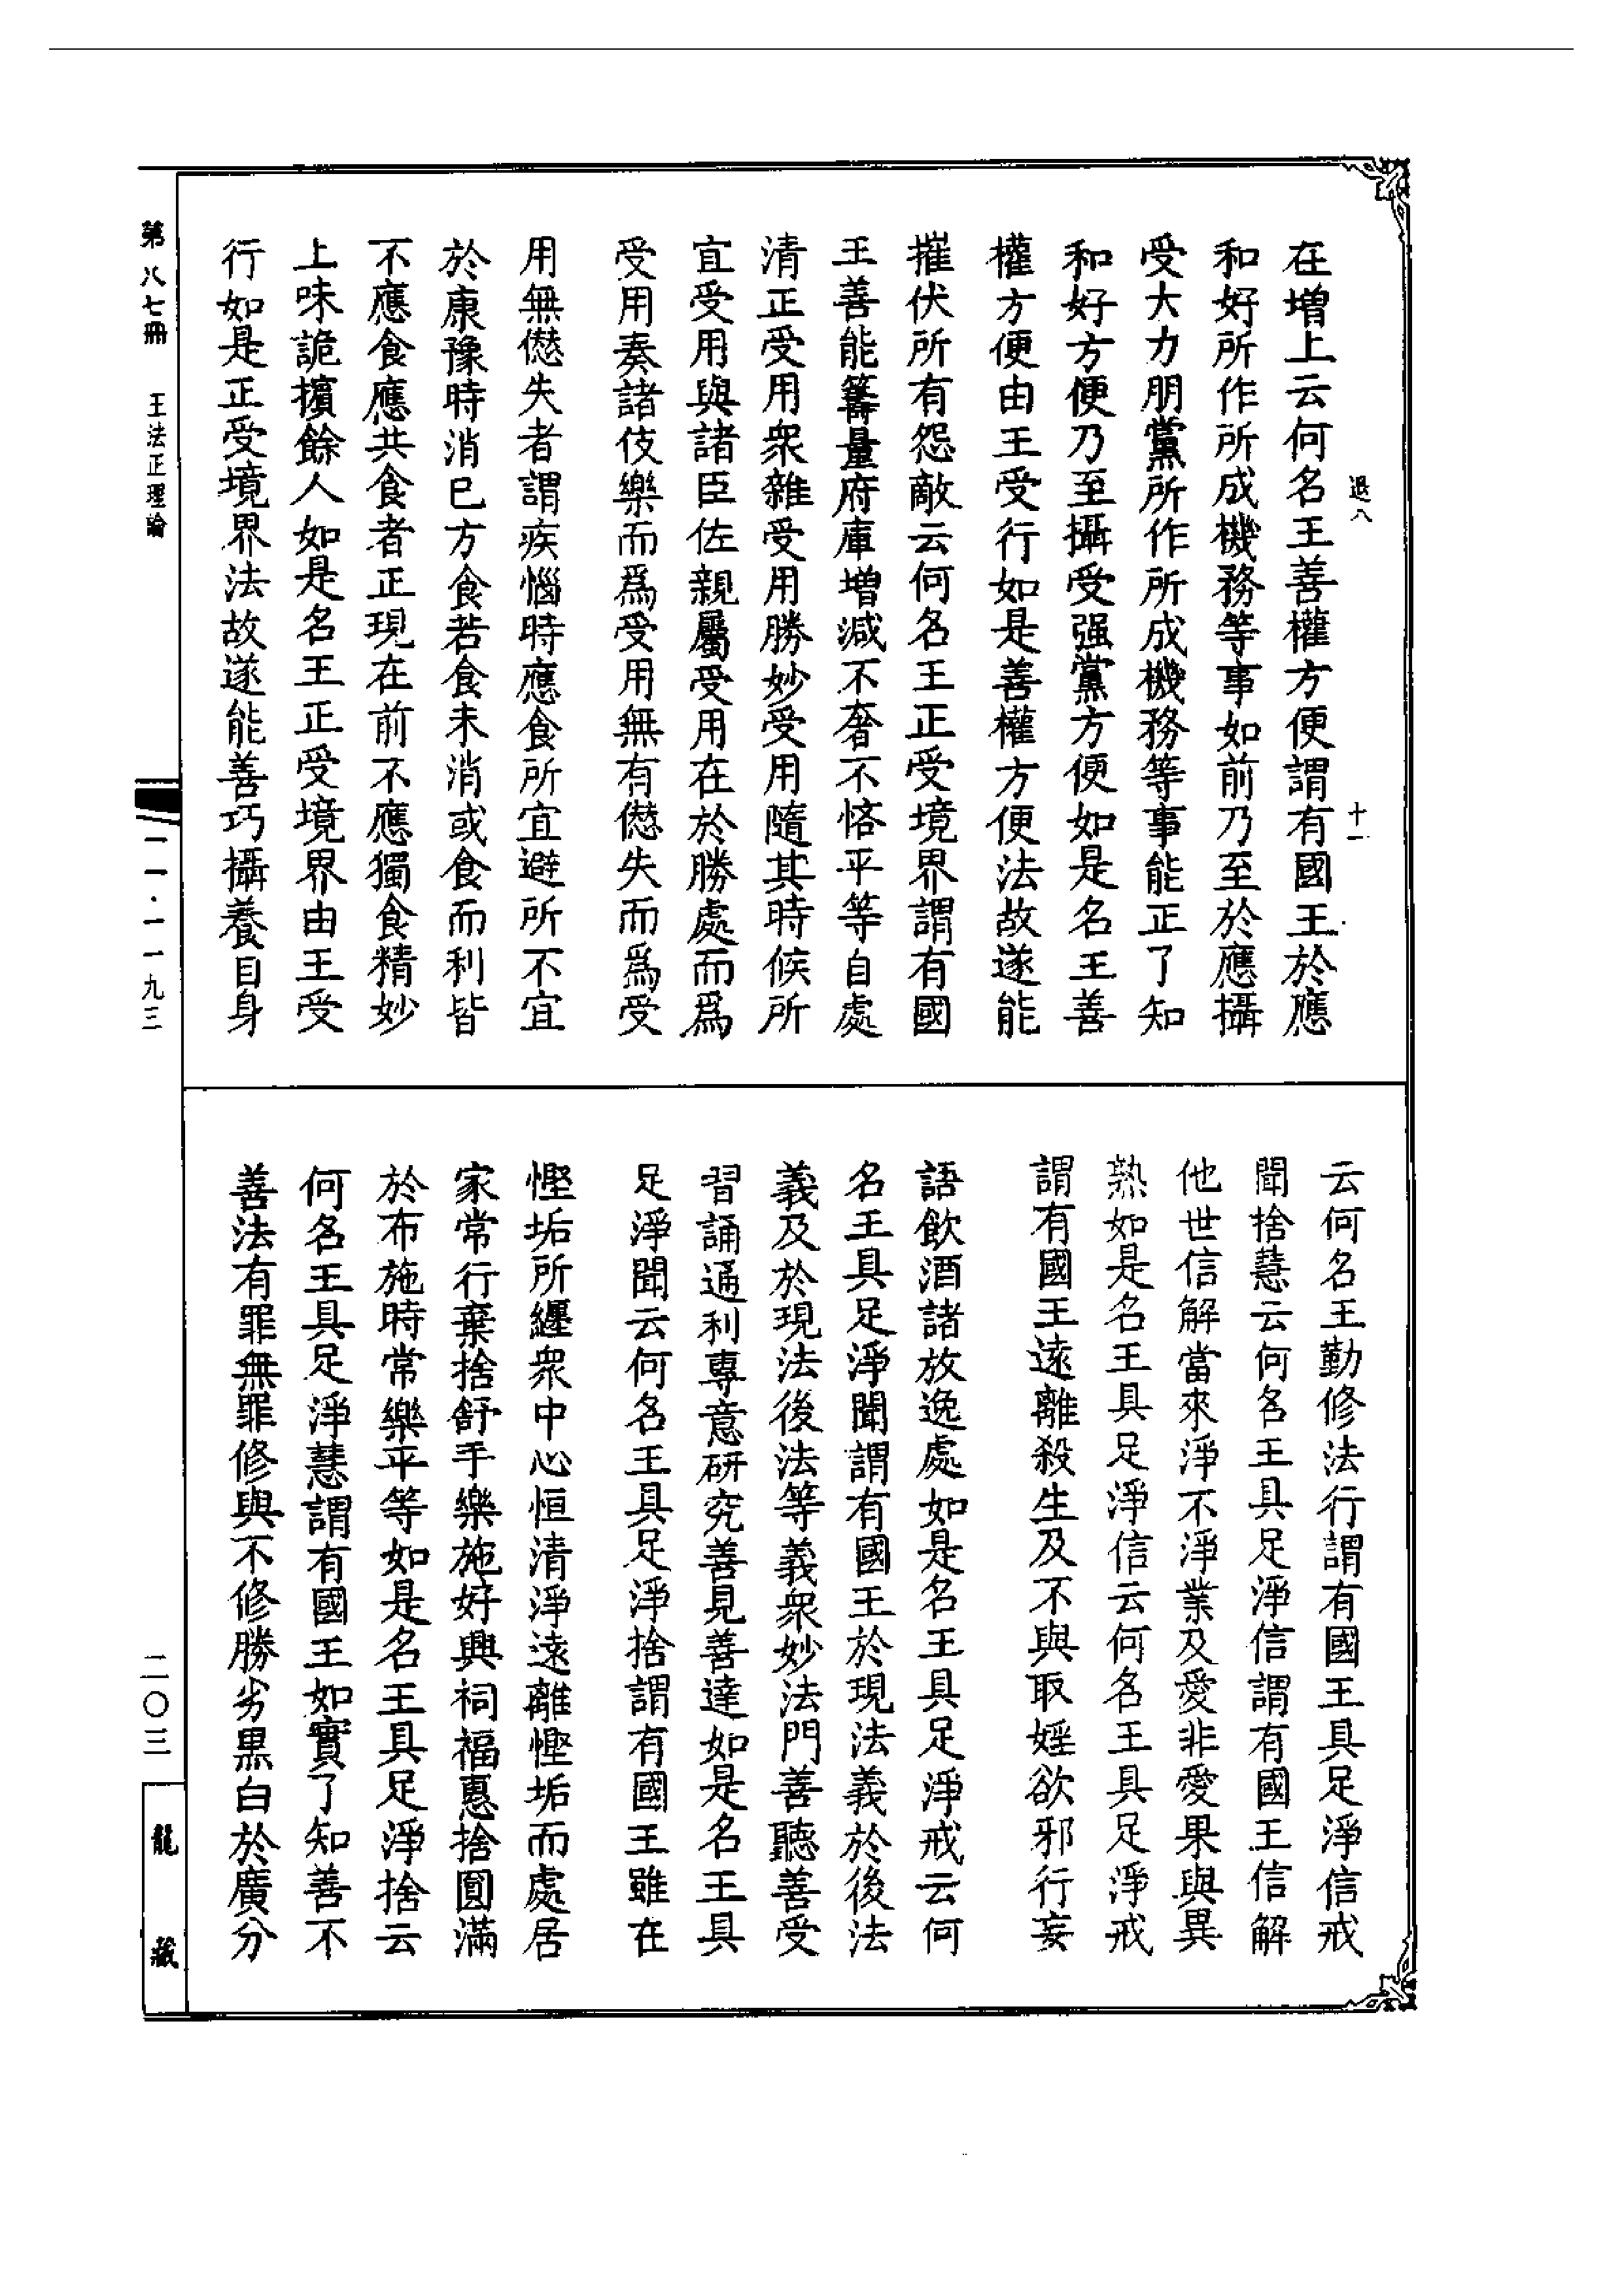 退八
十一
在增上云何名王善權方便謂有國王於應
和好所作所成機務等事如前乃至於應攝
受大力朋黨所作所成機務等事能正了知
和好方便乃至攝受强黨方便如是名王善
權方便由王受行如是善權方便法故遂能
摧伏所有怨敵云何名王正受境界謂有國
王善能籌量府庫增減不奢不悋平等自處
清正受用衆雜受用勝妙受用隨其時候所
宜受用與諸臣佐親屬受用在於勝處而爲
受用奏諸伎樂而爲受用無有愆失而爲受
用無愆失者謂疾惱時應食所宜避所不宜
於康豫時消已方食若食未消或食而利皆
不應食應共食者正現在前不應獨食精妙
上味詭擯餘人如是名王正受境界由王受
行如是正受境界法故遂能善巧攝養自身
云何名王勤修法行謂有國王具足淨信戒
聞捨慧云何名王具足淨信謂有國王信解
他世信解當來淨不淨業及愛非愛果與異
熟如是名王具足淨信云何名王具足淨戒
謂有國王遠離殺生及不與取婬欲邪行妄
語飲酒諸放逸處如是名王具足淨戒云何
名王具足淨聞謂有國王於現法義於後法
義及於現法後法等義衆妙法門善聽善受
習誦通利專意研究善見善達如是名王具
足淨聞云何名王具足淨捨謂有國王雖在
慳垢所纏衆中心恒清淨遠離慳垢而處居
家常行棄捨舒手樂施好興祠福惠捨圓滿
於布施時常樂平等如是名王具足淨捨云
何名王具足淨慧謂有國王如實了知善不
善法有罪無罪修與不修勝劣黑白於廣分
第八七冊
王法正理論
一一·一一九三
二〇三
龍藏